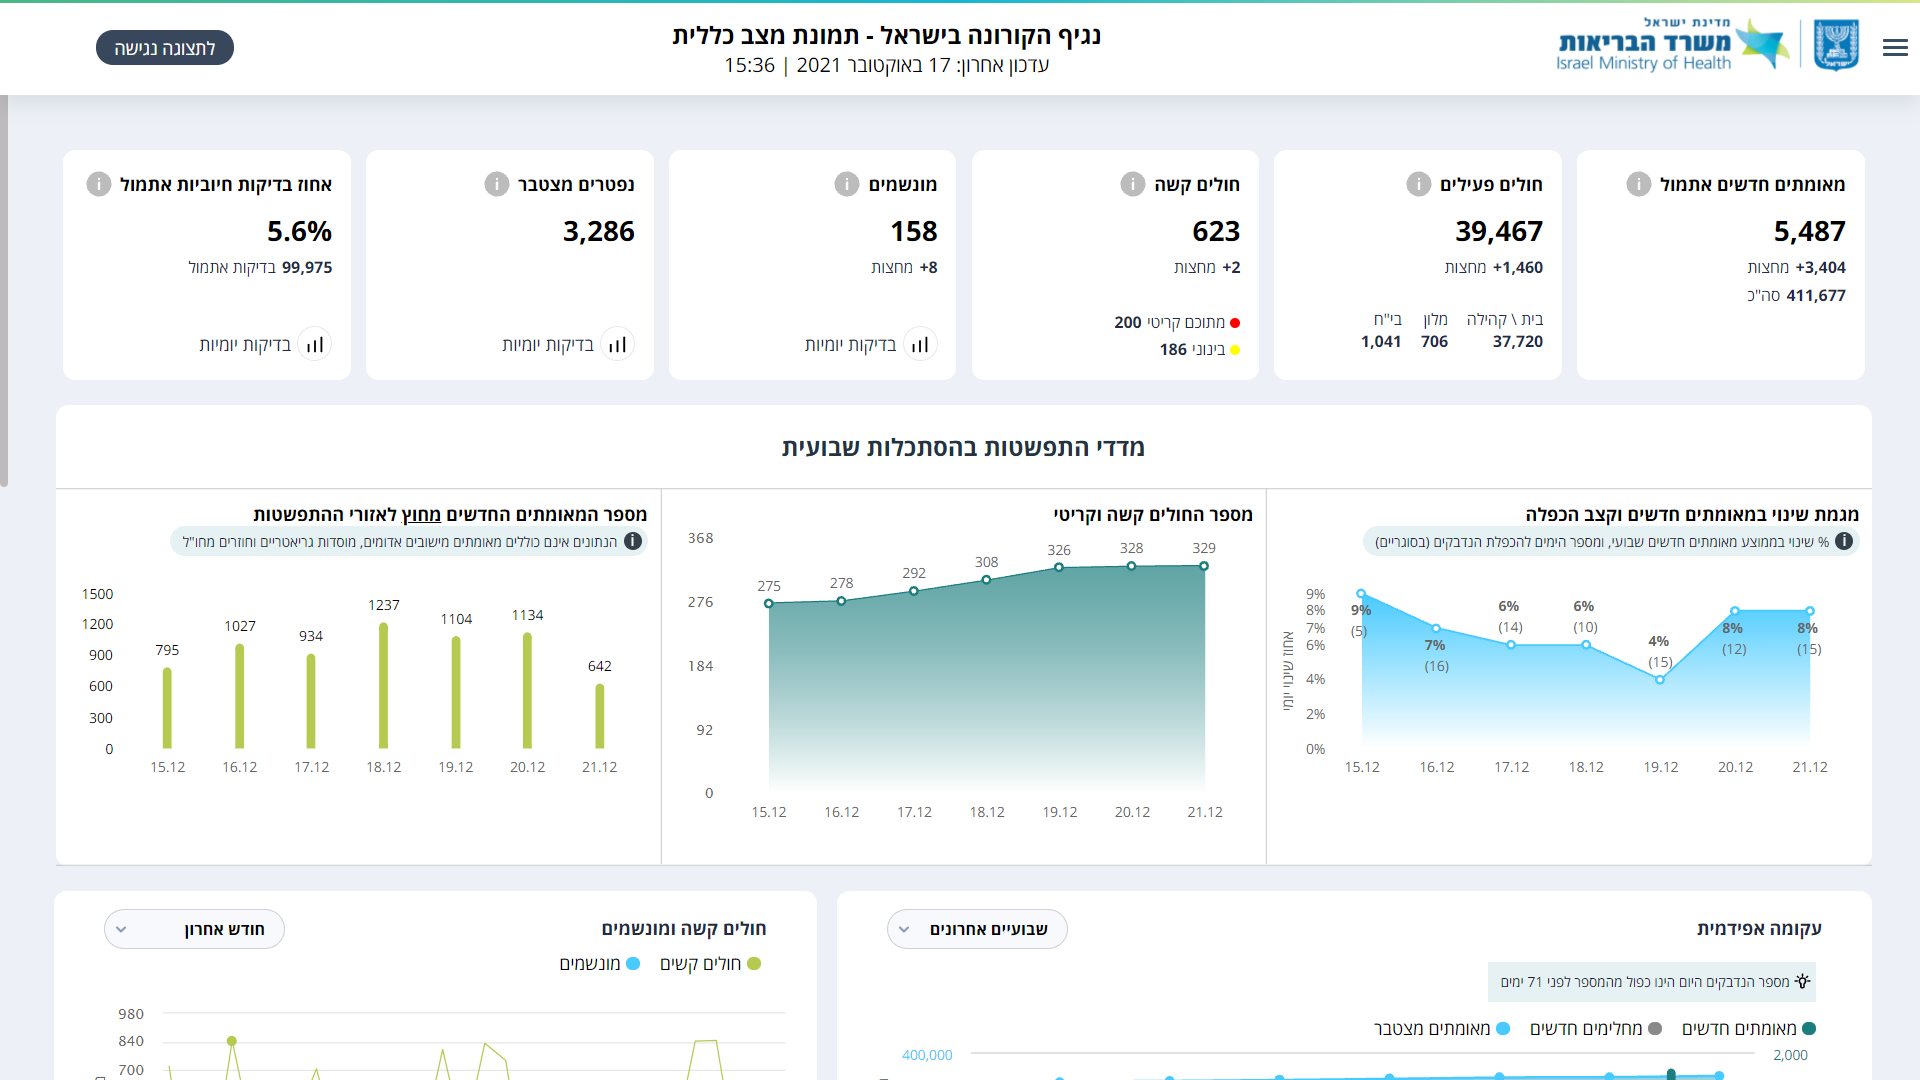 מדינת ישראל
משרד הבריאות
Israel Ministry of Health
נגיף הקורונה בישראל - תמונת מצב כללית
עדכון אחרון: 17 באוקטובר 2021 | 15:36
לתצוגה נגישה
מאומתים חדשים אתמול
5,487
+3,404 מחצות
411,677 סה"כ
חולים פעילים
39,467
+1,460 מחצות
בית \ קהילה מלון בי"ח
37,720 706 1,041
חולים קשה
623
+2 מחצות
מתוכם קריטי 200
בינוני 186
מונשמים
158
+8 מחצות
בדיקות יומיות
נפטרים מצטבר
3,286
בדיקות יומיות
אחוז בדיקות חיוביות אתמול
5.6%
99,975 בדיקות אתמול
בדיקות יומיות
מדדי התפשטות בהסתכלות שבועית
מגמת שינוי במאומתים חדשים וקצב הכפלה
% שינוי בממוצע מאומתים חדשים שבועי, ומספר הימים להכפלת הנדבקים (בסוגריים)
אחוז שינוי יומי
9%
8%
7%
6%
4%
2%
0%
9% 7% 6% 6% 4% 8% 8%
(5) (16) (14) (10) (15) (12) (15)
15.12 16.12 17.12 18.12 19.12 20.12 21.12
מספר החולים קשה וקריטי
368
276
184
92
0
275 278 292 308 326 328 329
15.12 16.12 17.12 18.12 19.12 20.12 21.12
מספר המאומתים החדשים מחוץ לאזורי ההתפשטות
הנתונים אינם כוללים מאומתים מישובים אדומים, מוסדות גריאטריים וחוזרים מחו"ל
1500
1200
900
600
300
0
795 1027 934 1237 1104 1134 642
15.12 16.12 17.12 18.12 19.12 20.12 21.12
עקומה אפידמית
שבועיים אחרונים
מספר הנדבקים היום הינו כפול מהמספר לפני 71 ימים
מאומתים חדשים מחלימים חדשים מאומתים מצטבר
400,000 2,000
חולים קשה ומונשמים
חודש אחרון
חולים קשים מונשמים
980
840
700